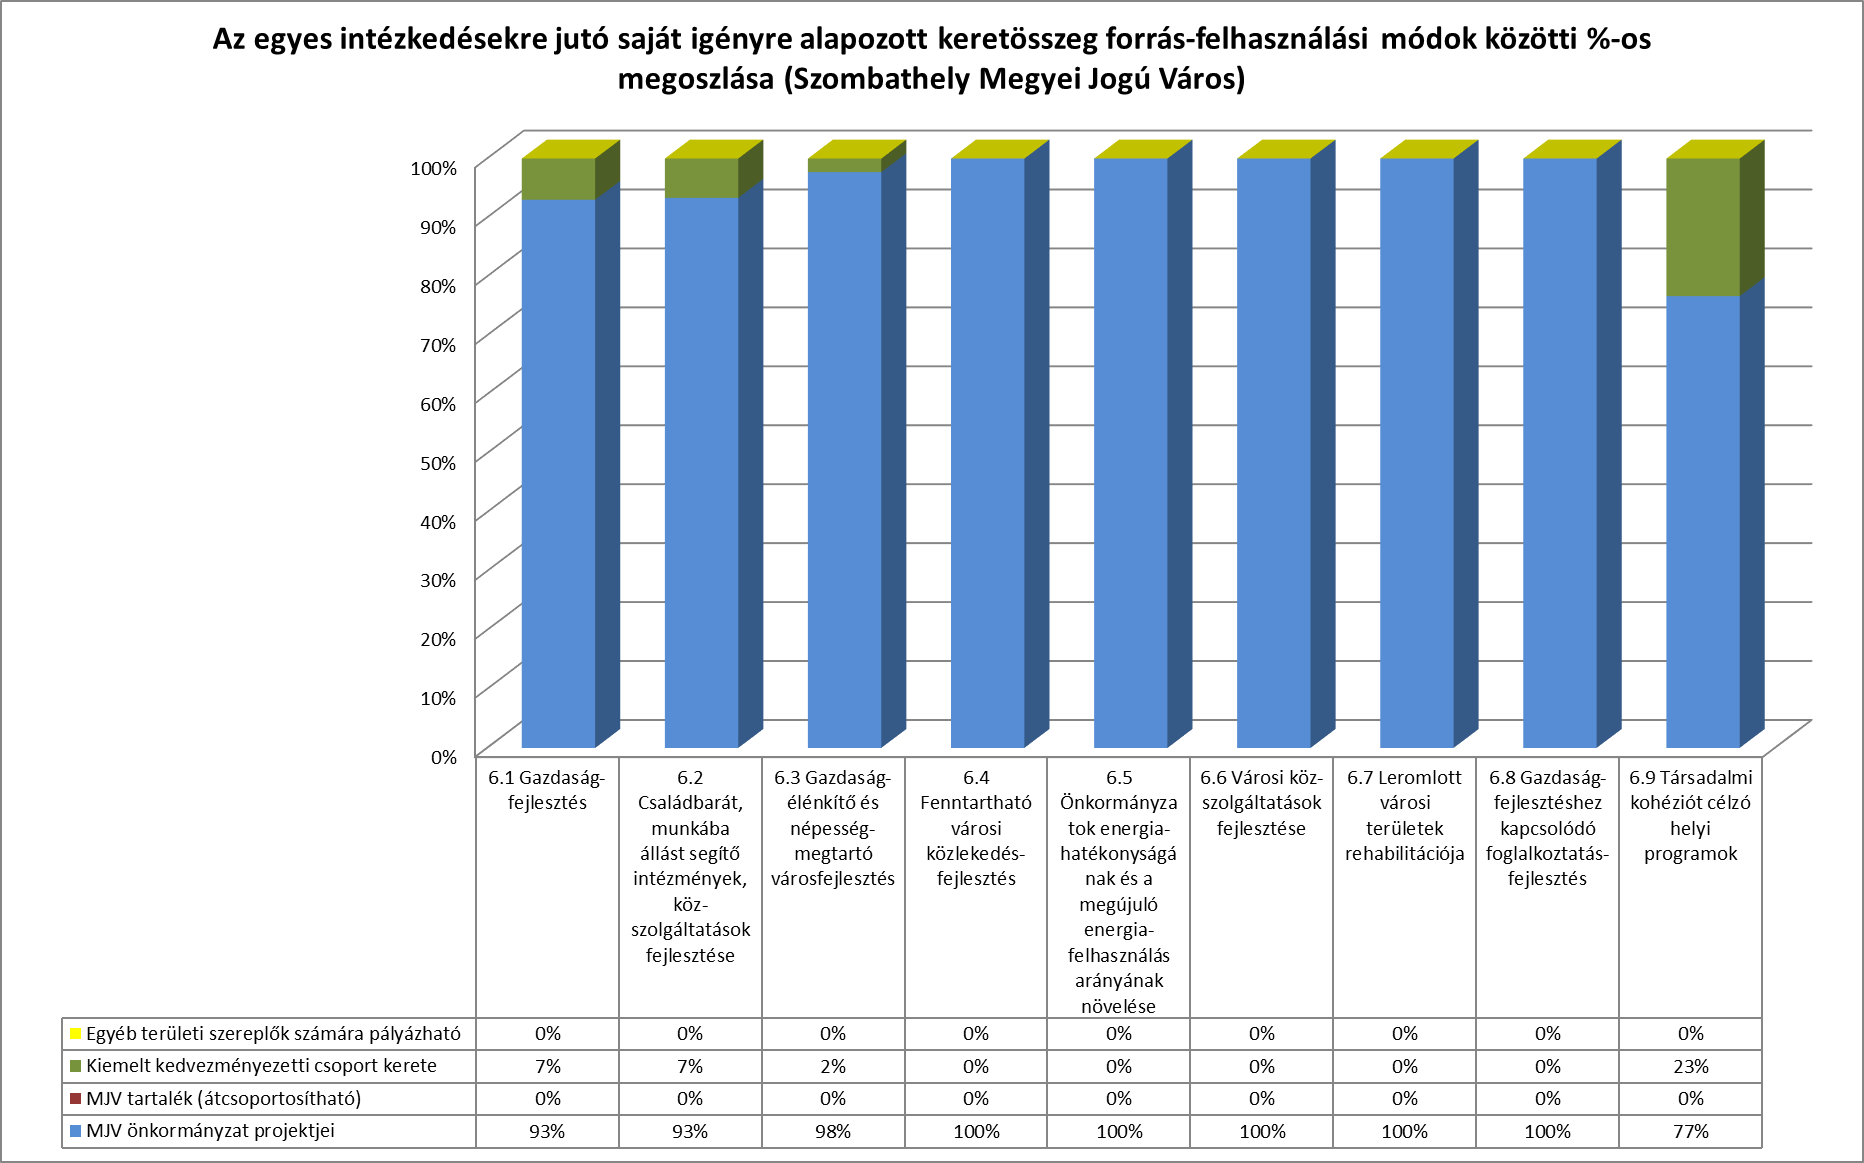 Az egyes intézkedésekre jutó saját igényre alapozott keretösszeg forrás-felhasználási módok közötti %-os
megoszlása (Szombathely Megyei Jogú Város)
100%
90%
80%
70%
60%
50%
40%
30%
20%
10%
0%
6.1 Gazdaság-
fejlesztés
6.2
Családbarát,
munkába
állást segítő
intézmények,
köz-
szolgáltatások
fejlesztése
6.3 Gazdaság-
élénkítő és
népesség-
megtartó
városfejlesztés
6.4
Fenntartható
városi
közlekedés-
fejlesztés
6.5
Önkormányza
tok energia-
hatékonyságá
nak és a
megújuló
energia-
felhasználás
arányának
növelése
6.6 Városi köz-
szolgáltatások
fejlesztése
6.7 Leromlott
városi
területek
rehabilitációja
6.8 Gazdaság-
fejlesztéshez
kapcsolódó
foglalkoztatás-
fejlesztés
6.9 Társadalmi
kohéziót célzó
helyi
programok
Egyéb területi szereplők számára pályázható 0% 0% 0% 0% 0% 0% 0% 0% 0%
Kiemelt kedvezményezetti csoport kerete 7% 7% 2% 0% 0% 0% 0% 0% 23%
MJV tartalék (átcsoportosítható) 0% 0% 0% 0% 0% 0% 0% 0% 0%
MJV önkormányzat projektjei 93% 93% 98% 100% 100% 100% 100% 100% 77%